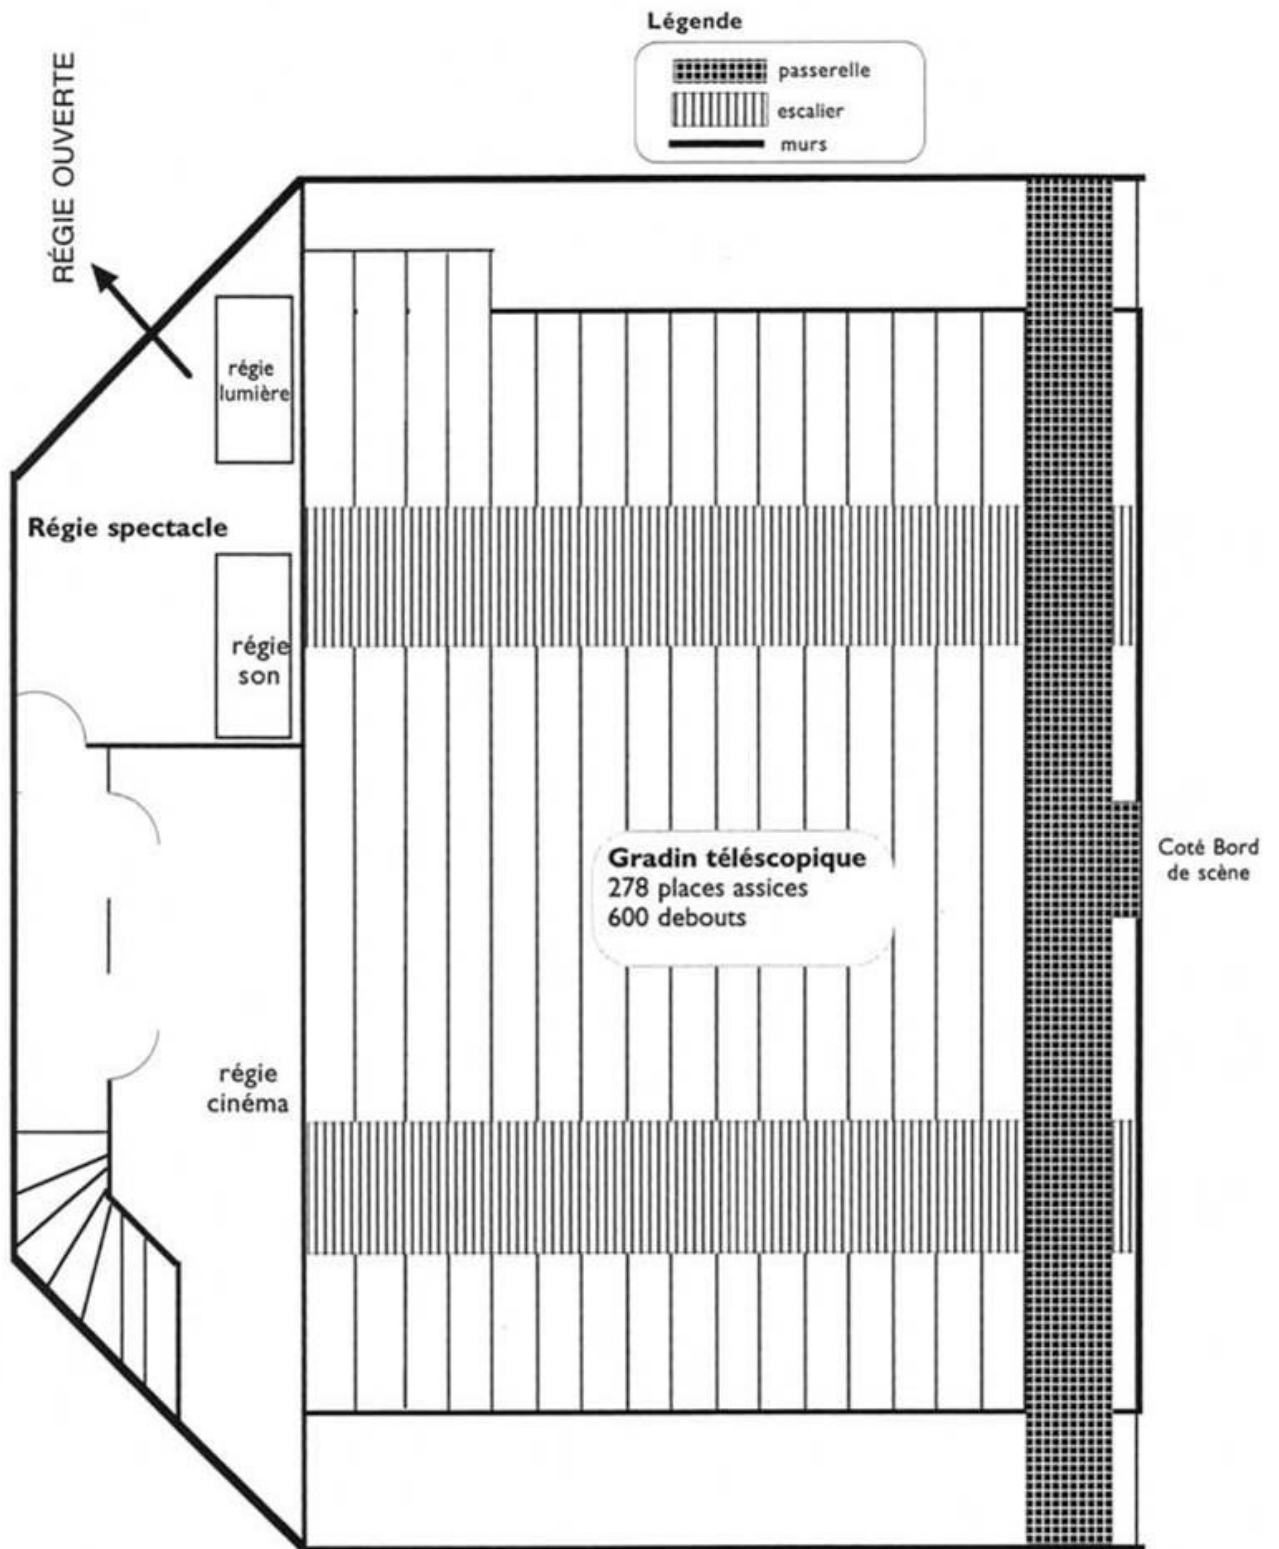 Légende
passerelle
escalier
murs
RÉGIE OUVERTE
régie
lumière
Régie spectacle
régie
son
Gradin téléscopique
278 places assices
600 debouts
Coté Bord
de scène
régie
cinéma